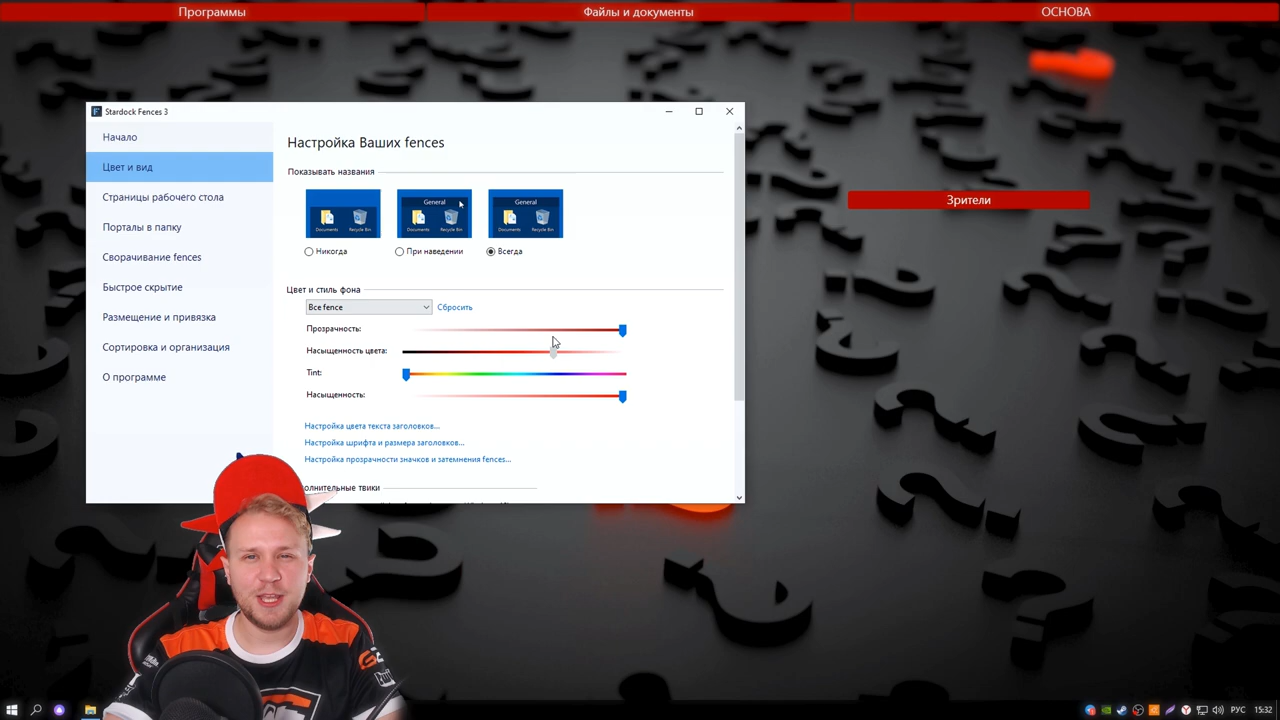 Программы
Файлы и документы
ОСНОВА
Зрители
Stardock Fences 3
Начало
Цвет и вид
Страницы рабочего стола
Порталы в папку
Сворачивание fences
Быстрое скрытие
Размещение и привязка
Сортировка и организация
О программе
Настройка Ваших fences
Показывать названия
General
General
Documents
Recycle Bin
Documents
Recycle Bin
Documents
Recycle Bin
Никогда
При наведении
Всегда
Цвет и стиль фона
Все fence
Сбросить
Прозрачность:
Насыщенность цвета:
Tint:
Насыщенность:
Настройка цвета текста заголовков...
Настройка шрифта и размера заголовков...
Настройка прозрачности значков и затемнения fences...
олнительные твики
РУС
15:32